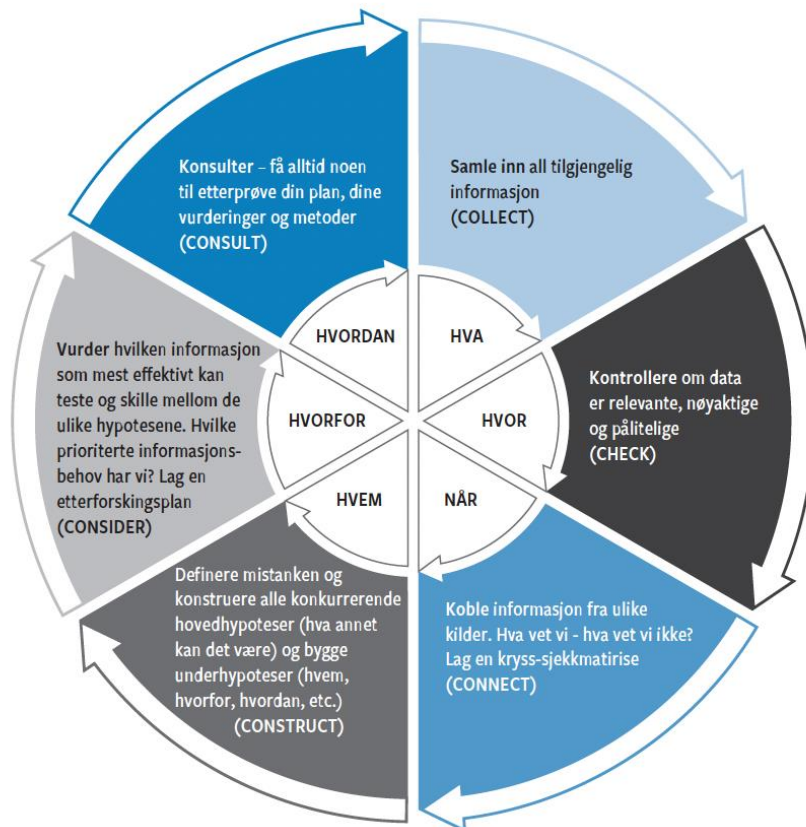 Samle inn all tilgjengelig
informasjon
(COLLECT)
Kontrollere om data
er relevante, nøyaktige
og pålitelige
(CHECK)
Koble informasjon fra ulike
kilder. Hva vet vi - hva vet vi ikke?
Lag en kryss-sjekkmatirise
(CONNECT)
Definere mistanken og
konstruere alle konkurrerende
hovedhypoteser (hva annet
kan det være) og bygge
underhypoteser (hvem,
hvorfor, hvordan, etc.)
(CONSTRUCT)
Vurder hvilken informasjon
som mest effektivt kan
teste og skille mellom de
ulike hypotesene. Hvilke
prioriterte informasjons-
behov har vi? Lag en
etterforskingsplan
(CONSIDER)
Konsulter – få alltid noen
til etterprøve din plan, dine
vurderinger og metoder
(CONSULT)
HVA
HVOR
NÅR
HVEM
HVORFOR
HVORDAN